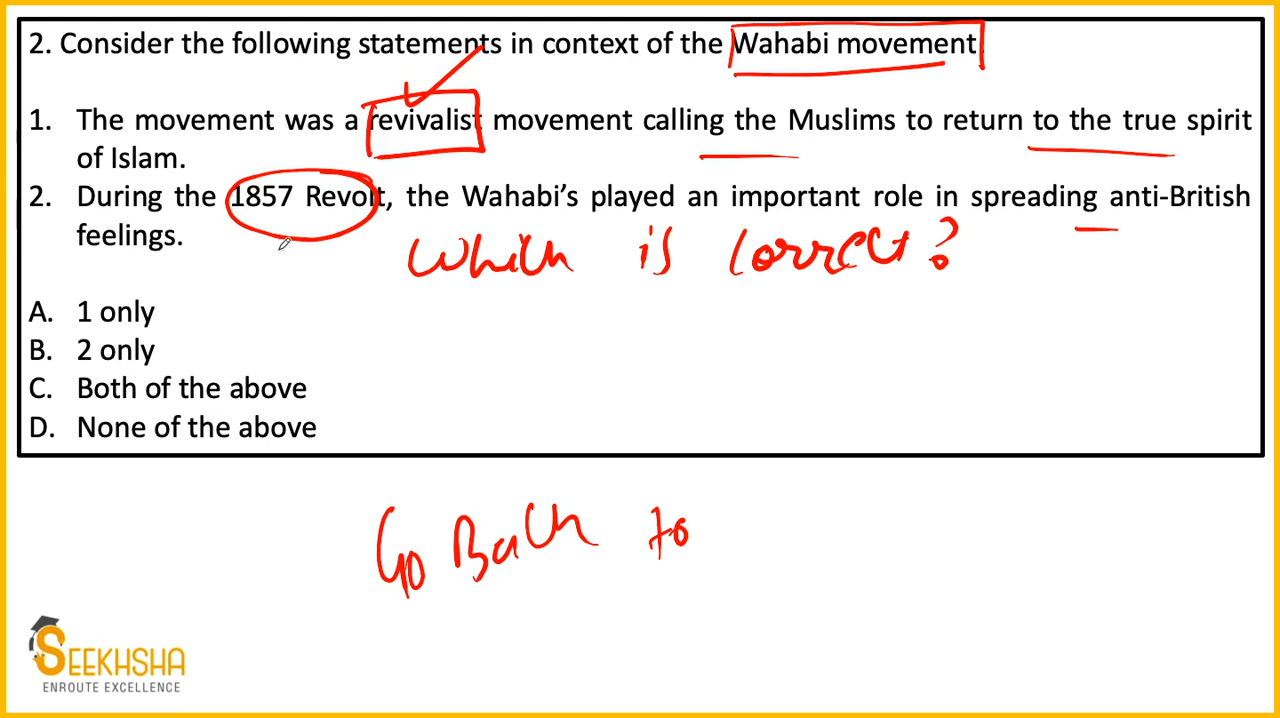 2. Consider the following statements in context of the Wahabi movement
1. The movement was a revivalist movement calling the Muslims to return to the true spirit
of Islam.
2. During the 1857 Revolt, the Wahabi’s played an important role in spreading anti-British
feelings.
Which is correct?
A. 1 only
B. 2 only
C. Both of the above
D. None of the above
Go Back to
SEEKHSHA
ENROUTE EXCELLENCE